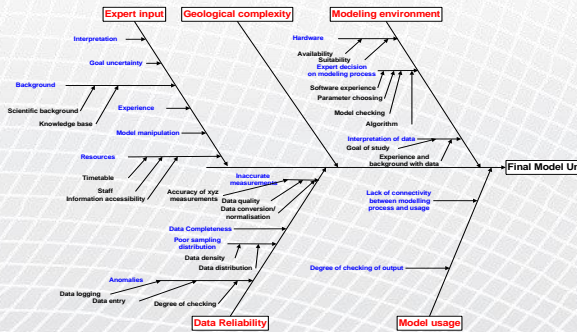 Expert input
Geological complexity
Modeling environment
Interpretation
Goal uncertainty
Background
Scientific background
Knowledge base
Experience
Model manipulation
Resources
Timetable
Staff
Information accessibility
Hardware
Availability
Suitability
Expert decision
on modeling process
Software experience
Parameter choosing
Model checking
Algorithm
Interpretation of data
Goal of study
Experience and
background with data
Final Model Un
Inaccurate
measurements
Accuracy of xyz
measurements
Data quality
Data conversion/
normalisation
Data Completeness
Poor sampling
distribution
Data density
Data distribution
Anomalies
Data logging
Data entry
Degree of checking
Data Reliability
Lack of connectivity
between modelling
process and usage
Degree of checking of output
Model usage